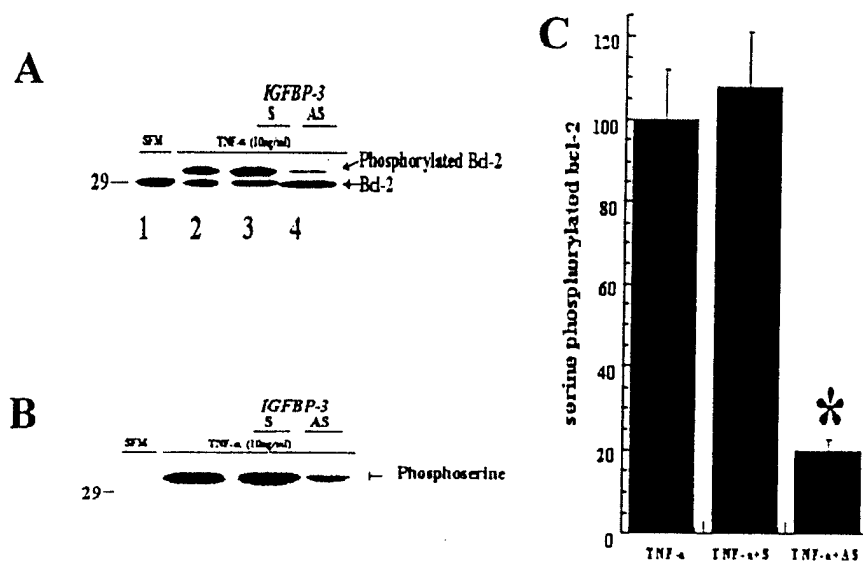 A
IGFBP-3
S AS
SFM TNF-α (10ng/ml)
Phosphorylated Bcl-2
29 Bcl-2
1 2 3 4
B
IGFBP-3
S AS
SFM TNF-α (10ng/ml)
Phosphoserine
29
C
serine phosphorylated bcl-2
120
100
80
60
40
20
0
*
TNF-α TNF-α+S TNF-α+AS